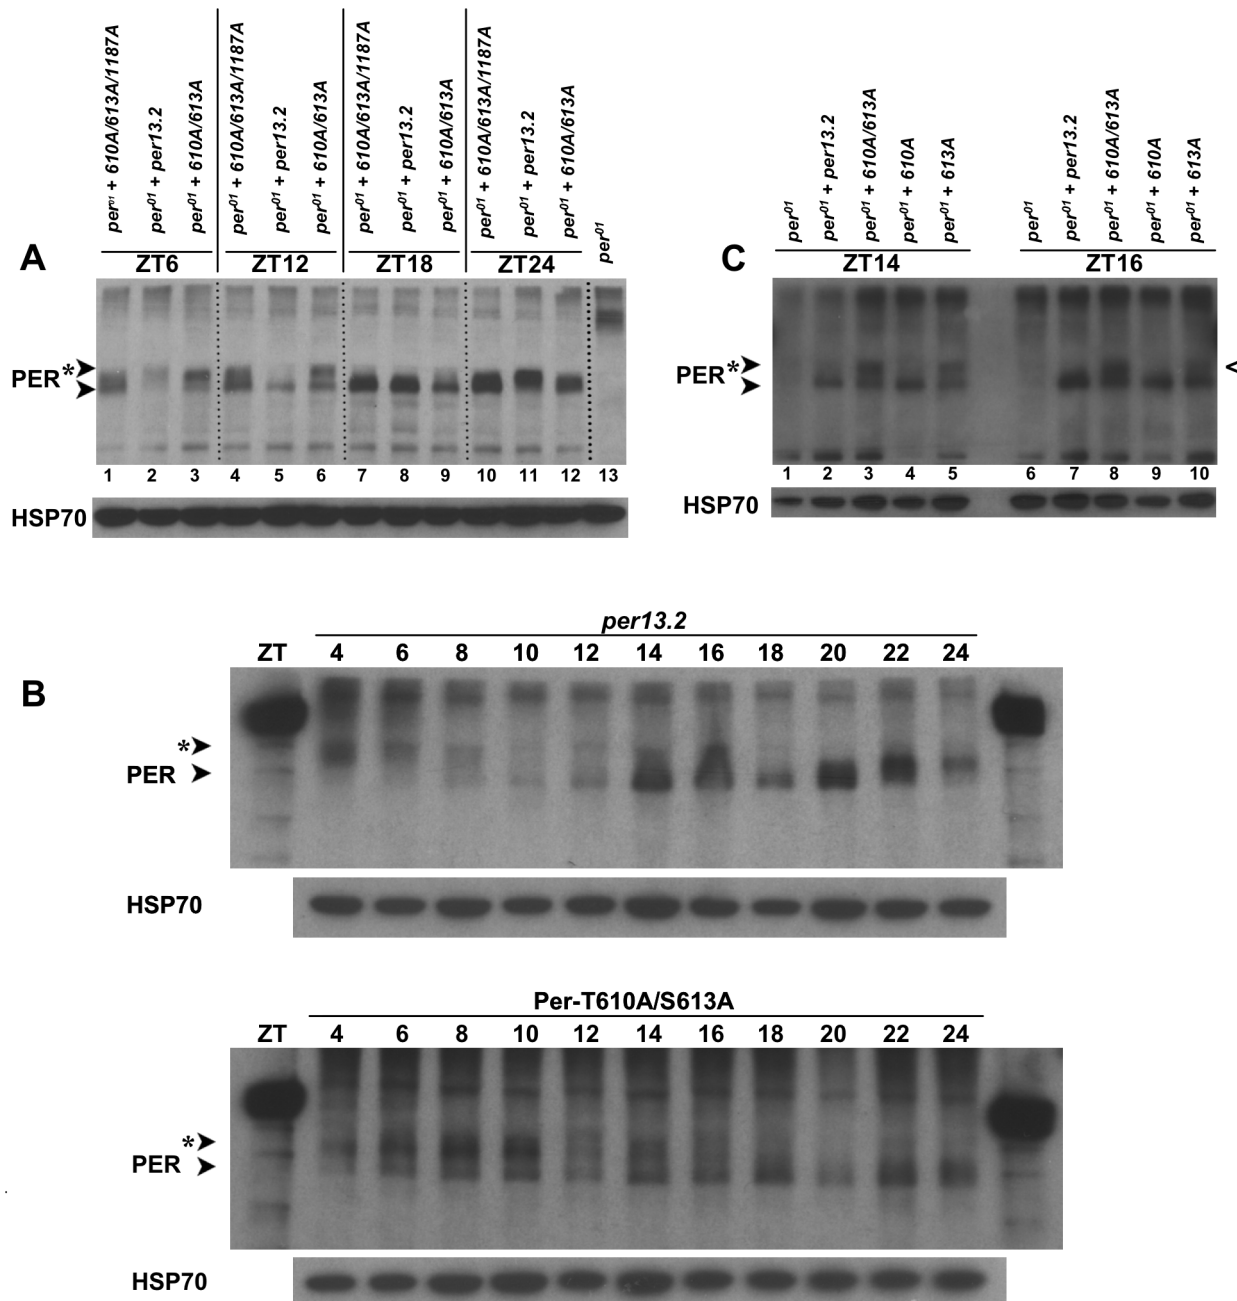 A
per01 + 610A/613A/1187A
per01 + per13.2
per01 + 610A/613A
per01 + 610A/613A/1187A
per01 + per13.2
per01 + 610A/613A
per01 + 610A/613A/1187A
per01 + per13.2
per01 + 610A/613A
per01 + 610A/613A/1187A
per01 + per13.2
per01 + 610A/613A
per01
ZT6 ZT12 ZT18 ZT24
PER *
1 2 3 4 5 6 7 8 9 10 11 12 13
HSP70
C
per01
per01 + per13.2
per01 + 610A/613A
per01 + 610A
per01 + 613A
per01
per01 + per13.2
per01 + 610A/613A
per01 + 610A
per01 + 613A
ZT14 ZT16
PER * <
1 2 3 4 5 6 7 8 9 10
HSP70
B
per13.2
ZT 4 6 8 10 12 14 16 18 20 22 24
*
PER
HSP70
Per-T610A/S613A
ZT 4 6 8 10 12 14 16 18 20 22 24
*
PER
HSP70